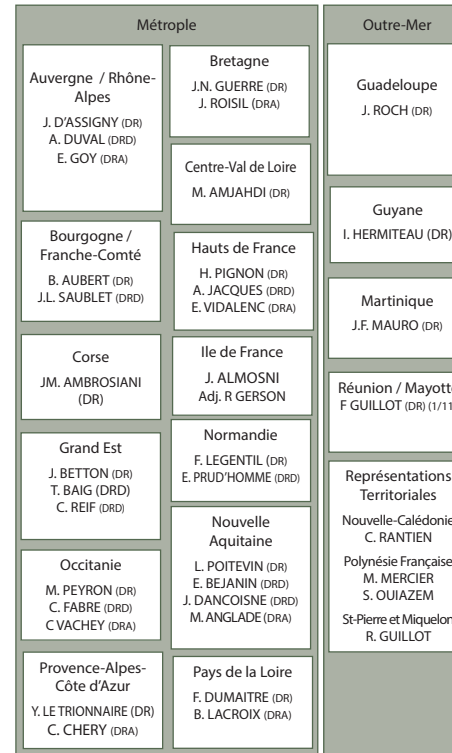 Métrople
Auvergne / Rhône-
Alpes
J. D'ASSIGNY (DR)
A. DUVAL (DRD)
E. GOY (DRA)
Bourgogne /
Franche-Comté
B. AUBERT (DR)
J.L. SAUBLET (DRD)
Corse
JM. AMBROSIANI
(DR)
Grand Est
J. BETTON (DR)
T. BAIG (DRD)
C. REIF (DRD)
Occitanie
M. PEYRON (DR)
C. FABRE (DRD)
C VACHEY (DRA)
Provence-Alpes-
Côte d'Azur
Y. LE TRIONNAIRE (DR)
C. CHERY (DRA)
Bretagne
J.N. GUERRE (DR)
J. ROISIL (DRA)
Centre-Val de Loire
M. AMJAHDI (DR)
Hauts de France
H. PIGNON (DR)
A. JACQUES (DRD)
E. VIDALENC (DRA)
Ile de France
J. ALMOSNI
Adj. R GERSON
Normandie
F. LEGENTIL (DR)
E. PRUD'HOMME (DRD)
Nouvelle
Aquitaine
L. POITEVIN (DR)
E. BEJANIN (DRD)
J. DANCOISNE (DRD)
M. ANGLADE (DRA)
Pays de la Loire
F. DUMAITRE (DR)
B. LACROIX (DRA)
Outre-Mer
Guadeloupe
J. ROCH (DR)
Guyane
I. HERMITEAU (DR)
Martinique
J.F. MAURO (DR)
Réunion / Mayotte
F GUILLOT (DR) (1/11
Représentations
Territoriales
Nouvelle-Calédonie
C. RANTIEN
Polynésie Française
M. MERCIER
S. OUIAZEM
St-Pierre et Miquelon
R. GUILLOT